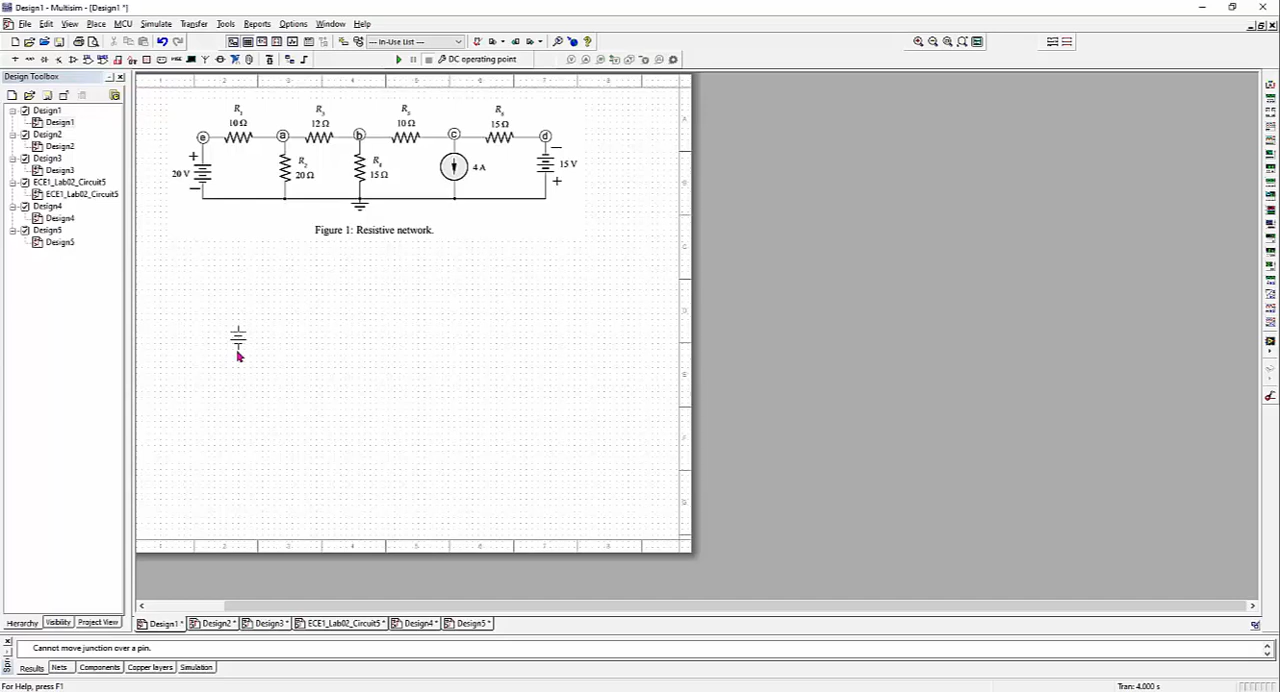 Design1 - Multisim - [Design1 *]
File Edit View Place MCU Simulate Transfer Tools Reports Options Window Help
--- In-Use List ---
DC operating point
Design Toolbox
Design1
Design1
Design2
Design2
Design3
Design3
ECE1_Lab02_Circuit5
ECE1_Lab02_Circuit5
Design4
Design4
Design5
Design5
R1 R3 R5 R6
10 Ω 12 Ω 10 Ω 15 Ω
e a b c d
+ −
20 V R2 20 Ω R4 15 Ω 4 A 15 V
− +
Figure 1: Resistive network.
Hierarchy Visibility Project View
Design1 * Design2 * Design3 * ECE1_Lab02_Circuit5 * Design4 * Design5 *
Cannot move junction over a pin.
Results Nets Components Copper layers Simulation
For Help, press F1 Tran: 4.000 s